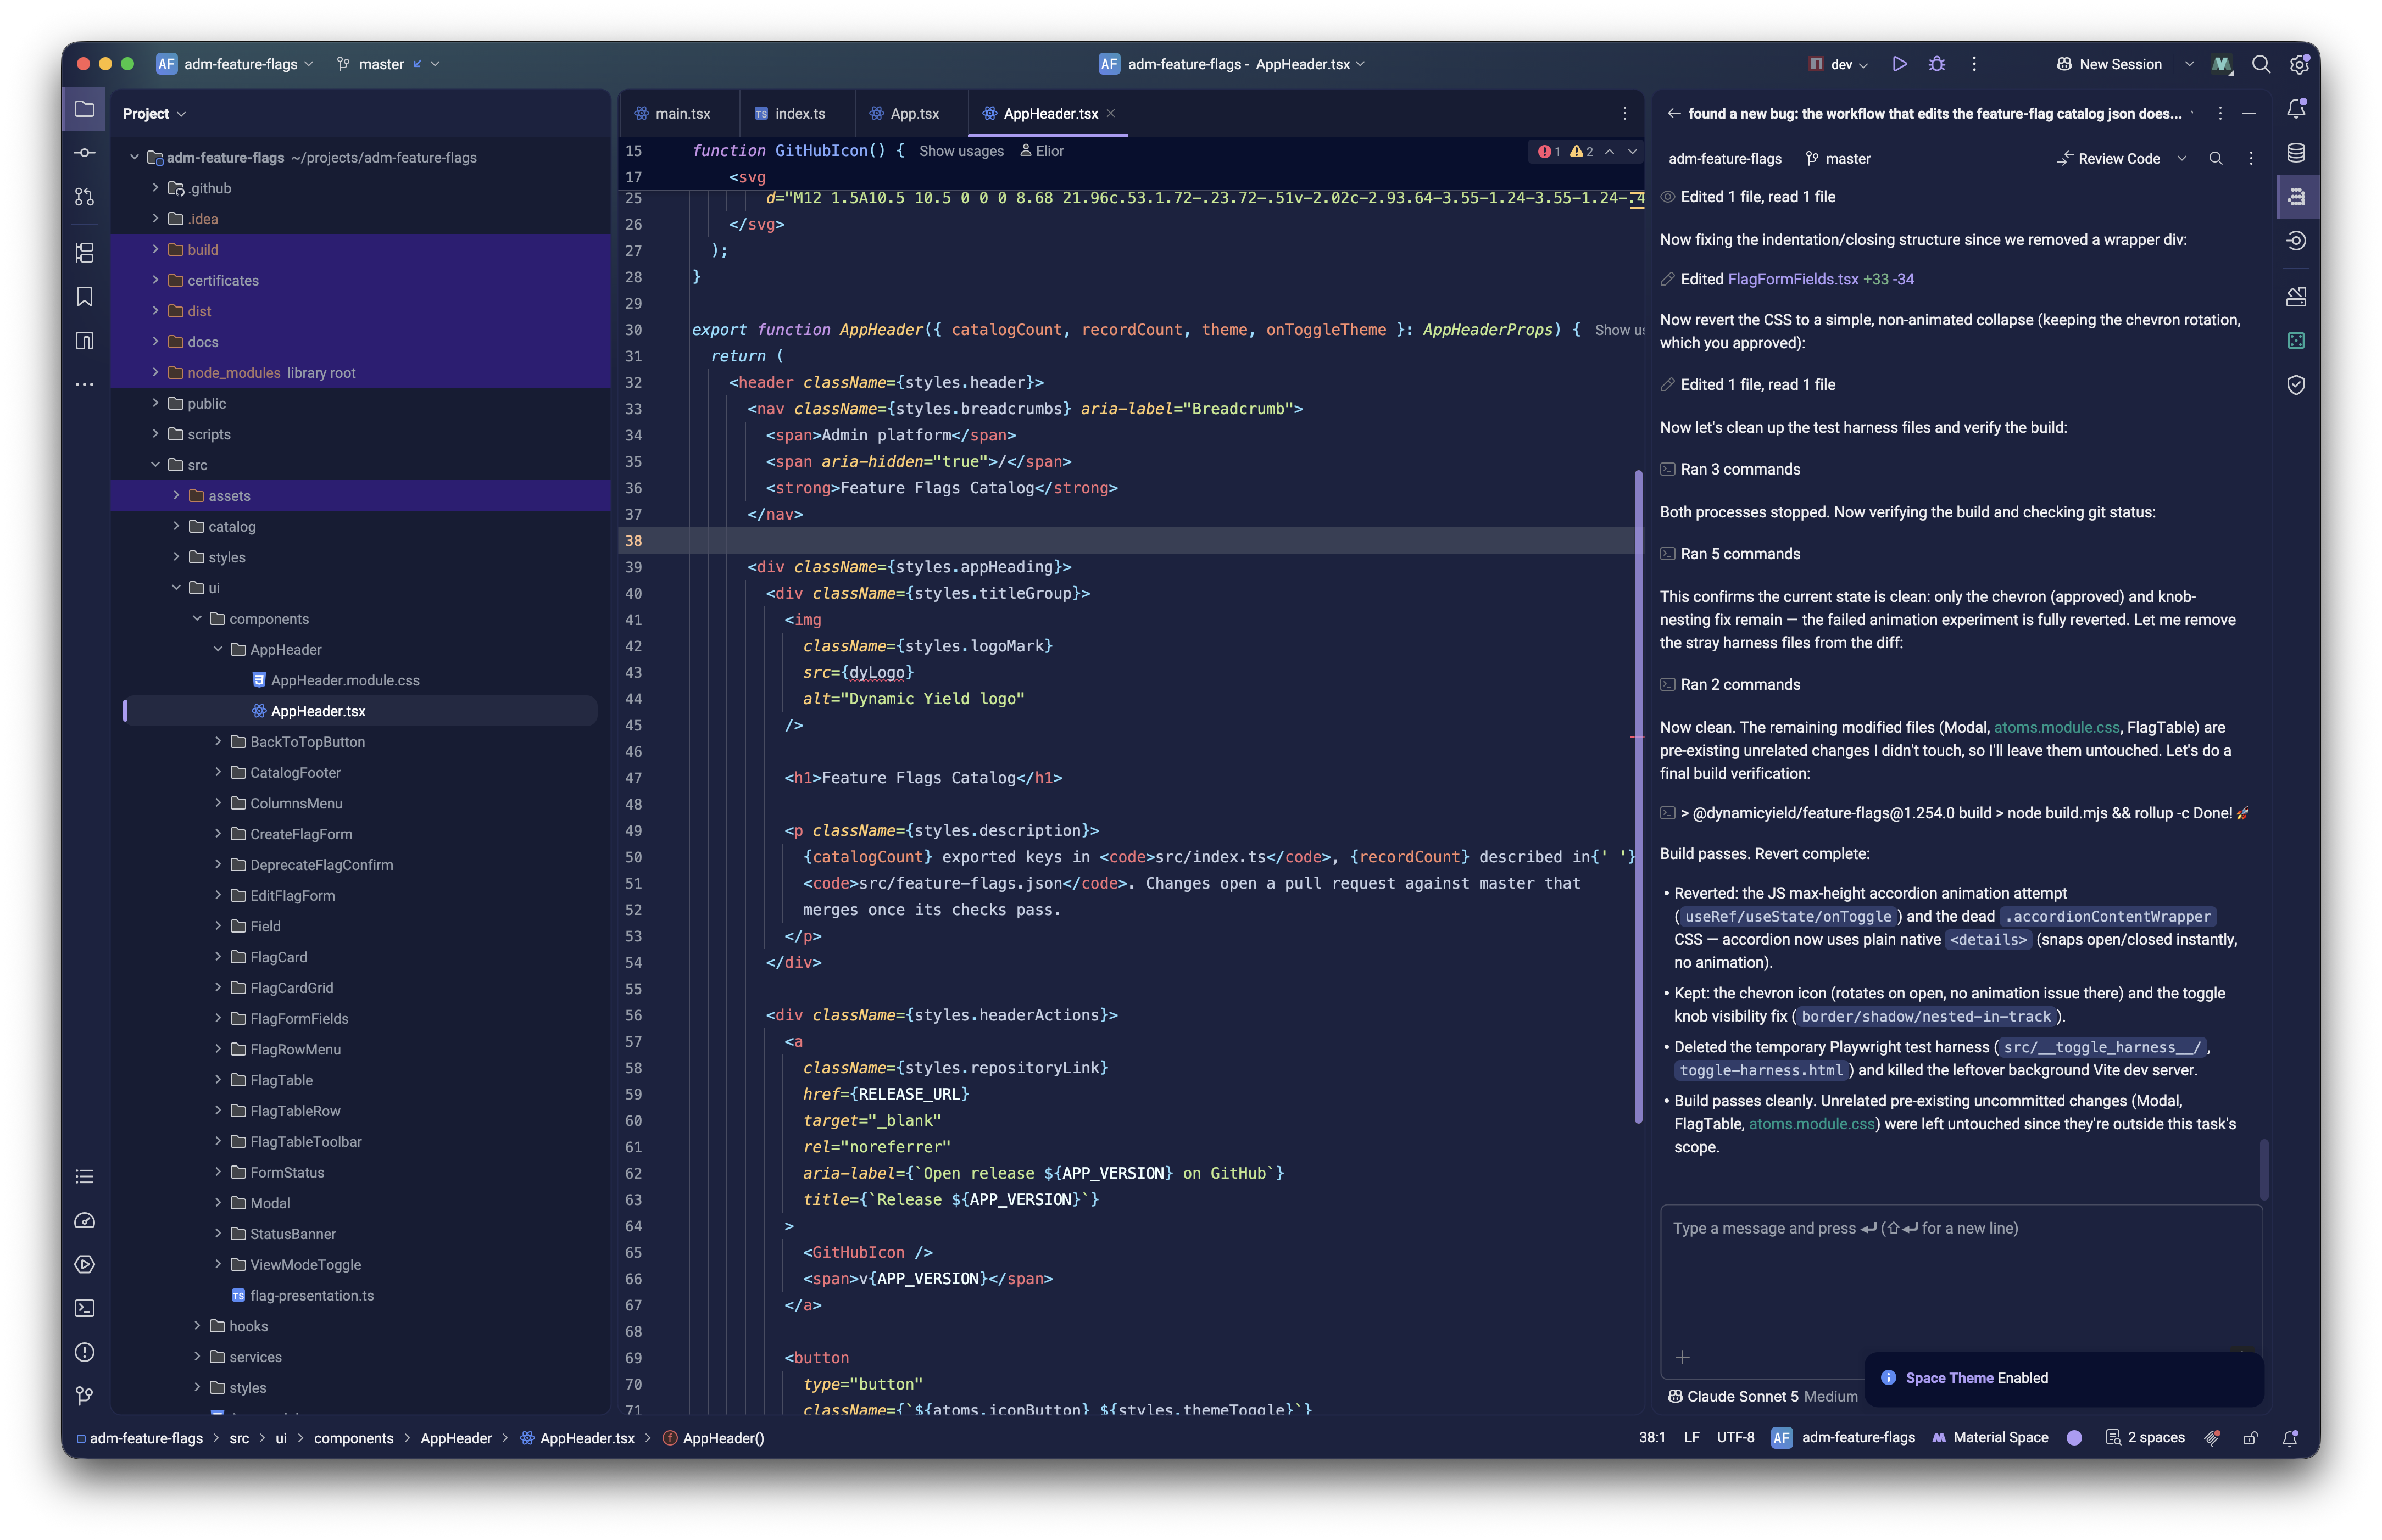 AF adm-feature-flags
master
AF adm-feature-flags - AppHeader.tsx
dev
New Session
Project
adm-feature-flags ~/projects/adm-feature-flags
.github
.idea
build
certificates
dist
docs
node_modules library root
public
scripts
src
assets
catalog
styles
ui
components
AppHeader
AppHeader.module.css
AppHeader.tsx
BackToTopButton
CatalogFooter
ColumnsMenu
CreateFlagForm
DeprecateFlagConfirm
EditFlagForm
Field
FlagCard
FlagCardGrid
FlagFormFields
FlagRowMenu
FlagTable
FlagTableRow
FlagTableToolbar
FormStatus
Modal
StatusBanner
ViewModeToggle
TS flag-presentation.ts
hooks
services
styles
main.tsx
TS index.ts
App.tsx
AppHeader.tsx
15 function GitHubIcon() { Show usages Elior
1 2
17 <svg
25 d="M12 1.5A10.5 10.5 0 0 0 8.68 21.96c.53.1.72-.23.72-.51v-2.02c-2.93.64-3.55-1.24-3.55-1.24-.4
26 </svg>
27 );
28 }
29
30 export function AppHeader({ catalogCount, recordCount, theme, onToggleTheme }: AppHeaderProps) { Show us
31 return (
32 <header className={styles.header}>
33 <nav className={styles.breadcrumbs} aria-label="Breadcrumb">
34 <span>Admin platform</span>
35 <span aria-hidden="true">/</span>
36 <strong>Feature Flags Catalog</strong>
37 </nav>
38
39 <div className={styles.appHeading}>
40 <div className={styles.titleGroup}>
41 <img
42 className={styles.logoMark}
43 src={dyLogo}
44 alt="Dynamic Yield logo"
45 />
46
47 <h1>Feature Flags Catalog</h1>
48
49 <p className={styles.description}>
50 {catalogCount} exported keys in <code>src/index.ts</code>, {recordCount} described in{' '}
51 <code>src/feature-flags.json</code>. Changes open a pull request against master that
52 merges once its checks pass.
53 </p>
54 </div>
55
56 <div className={styles.headerActions}>
57 <a
58 className={styles.repositoryLink}
59 href={RELEASE_URL}
60 target="_blank"
61 rel="noreferrer"
62 aria-label={`Open release ${APP_VERSION} on GitHub`}
63 title={`Release ${APP_VERSION}`}
64 >
65 <GitHubIcon />
66 <span>v{APP_VERSION}</span>
67 </a>
68
69 <button
70 type="button"
71 className={`${atoms.iconButton} ${styles.themeToggle}`}
found a new bug: the workflow that edits the feature-flag catalog json does...
adm-feature-flags master Review Code
Edited 1 file, read 1 file
Now fixing the indentation/closing structure since we removed a wrapper div:
Edited FlagFormFields.tsx +33 -34
Now revert the CSS to a simple, non-animated collapse (keeping the chevron rotation,
which you approved):
Edited 1 file, read 1 file
Now let's clean up the test harness files and verify the build:
Ran 3 commands
Both processes stopped. Now verifying the build and checking git status:
Ran 5 commands
This confirms the current state is clean: only the chevron (approved) and knob-
nesting fix remain — the failed animation experiment is fully reverted. Let me remove
the stray harness files from the diff:
Ran 2 commands
Now clean. The remaining modified files (Modal, atoms.module.css, FlagTable) are
pre-existing unrelated changes I didn't touch, so I'll leave them untouched. Let's do a
final build verification:
> @dynamicyield/feature-flags@1.254.0 build > node build.mjs && rollup -c Done! 🚀
Build passes. Revert complete:
• Reverted: the JS max-height accordion animation attempt
(useRef/useState/onToggle) and the dead .accordionContentWrapper
CSS — accordion now uses plain native <details> (snaps open/closed instantly,
no animation).
• Kept: the chevron icon (rotates on open, no animation issue there) and the toggle
knob visibility fix (border/shadow/nested-in-track).
• Deleted the temporary Playwright test harness (src/__toggle_harness__/,
toggle-harness.html) and killed the leftover background Vite dev server.
• Build passes cleanly. Unrelated pre-existing uncommitted changes (Modal,
FlagTable, atoms.module.css) were left untouched since they're outside this task's
scope.
Type a message and press ↵ (⇧↵ for a new line)
Claude Sonnet 5 Medium
Space Theme Enabled
adm-feature-flags > src > ui > components > AppHeader > AppHeader.tsx > f AppHeader()
38:1 LF UTF-8 AF adm-feature-flags Material Space 2 spaces